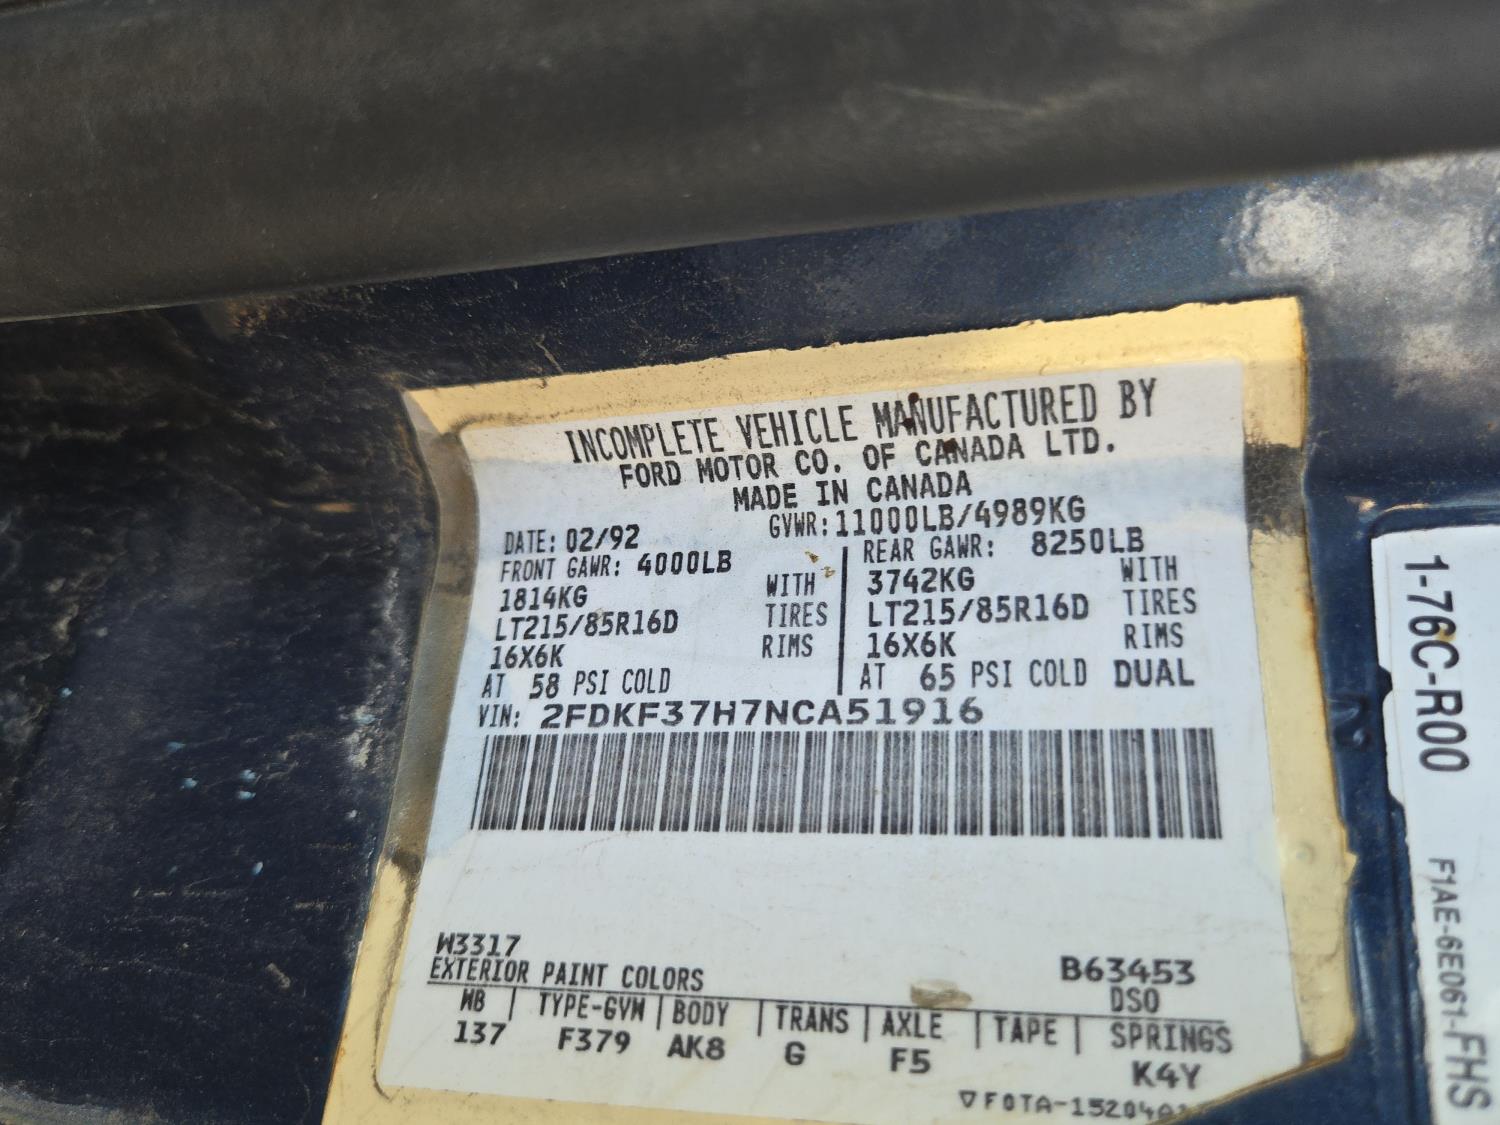 INCOMPLETE VEHICLE MANUFACTURED BY
FORD MOTOR CO. OF CANADA LTD.
MADE IN CANADA
DATE: 02/92 GVWR: 11000LB/4989KG
FRONT GAWR: 4000LB REAR GAWR: 8250LB
1814KG WITH 3742KG WITH
LT215/85R16D TIRES LT215/85R16D TIRES
16X6K RIMS 16X6K RIMS
AT 58 PSI COLD AT 65 PSI COLD DUAL
VIN: 2FDKF37H7NCA51916
W3317 B63453
EXTERIOR PAINT COLORS DSO
WB | TYPE-GVM | BODY | TRANS | AXLE | TAPE | SPRINGS
137 F379 AK8 G F5 K4Y
1-76C-R00
F1AE-6E061-FHS